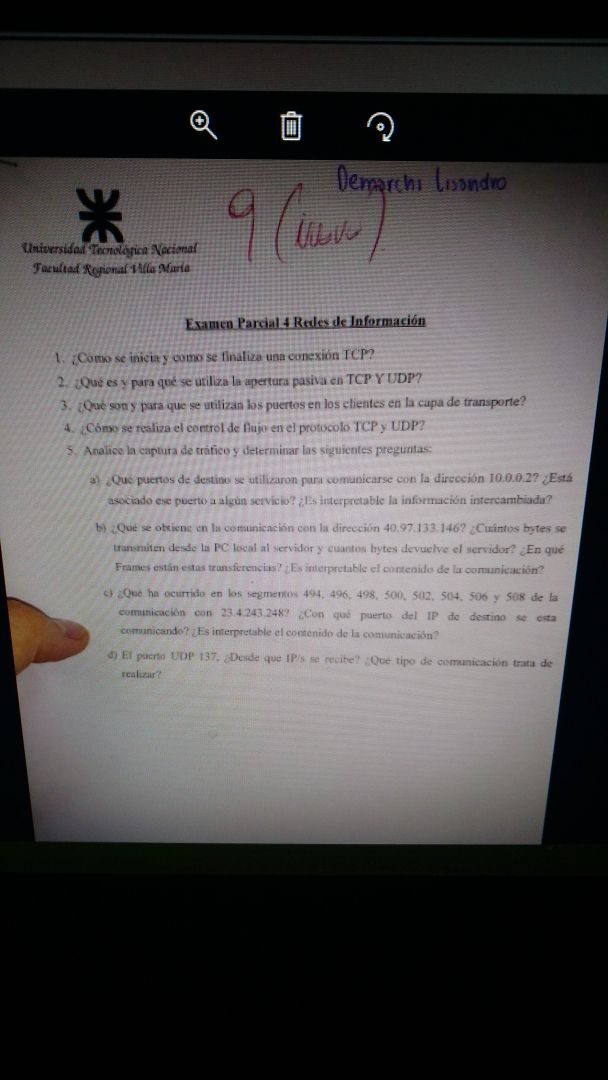 Demarchi Lisandro
9 (nueve)
Universidad Tecnológica Nacional
Facultad Regional Villa María
Examen Parcial 4 Redes de Información
1. ¿Cómo se inicia y como se finaliza una conexión TCP?
2. ¿Qué es y para qué se utiliza la apertura pasiva en TCP Y UDP?
3. ¿Qué son y para que se utilizan los puertos en los clientes en la capa de transporte?
4. ¿Cómo se realiza el control de flujo en el protocolo TCP y UDP?
5. Analice la captura de tráfico y determinar las siguientes preguntas:
a) ¿Qué puertos de destino se utilizaron para comunicarse con la dirección 10.0.0.2? ¿Está
asociado ese puerto a algún servicio? ¿Es interpretable la información intercambiada?
b) ¿Qué se obtiene en la comunicación con la dirección 40.97.133.146? ¿Cuántos bytes se
transmiten desde la PC local al servidor y cuantos bytes devuelve el servidor? ¿En qué
Frames están estas transferencias? ¿Es interpretable el contenido de la comunicación?
c) ¿Qué ha ocurrido en los segmentos 494, 496, 498, 500, 502, 504, 506 y 508 de la
comunicación con 23.4.243.248? ¿Con qué puerto del IP de destino se esta
comunicando? ¿Es interpretable el contenido de la comunicación?
d) El puerto UDP 137, ¿Desde que IP/s se recibe? ¿Qué tipo de comunicación trata de
realizar?